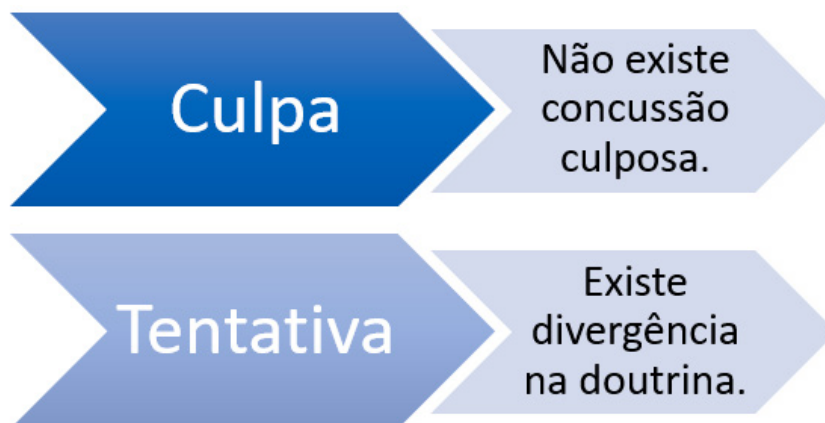 Culpa
Não existe
concussão
culposa.
Tentativa
Existe
divergência
na doutrina.